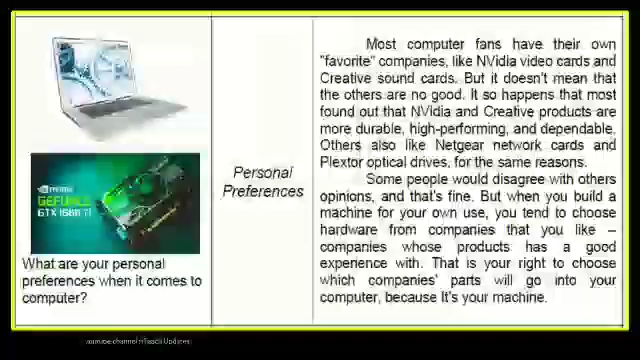 NVIDIA
GEFORCE
GTX 1660 Ti
What are your personal
preferences when it comes to
computer?
Personal
Preferences
Most computer fans have their own
"favorite" companies, like NVidia video cards and
Creative sound cards. But it doesn't mean that
the others are no good. It so happens that most
found out that NVidia and Creative products are
more durable, high-performing, and dependable.
Others also like Netgear network cards and
Plextor optical drives, for the same reasons.
Some people would disagree with others
opinions, and that's fine. But when you build a
machine for your own use, you tend to choose
hardware from companies that you like –
companies whose products has a good
experience with. That is your right to choose
which companies' parts will go into your
computer, because It's your machine.
youtube channel
Updates